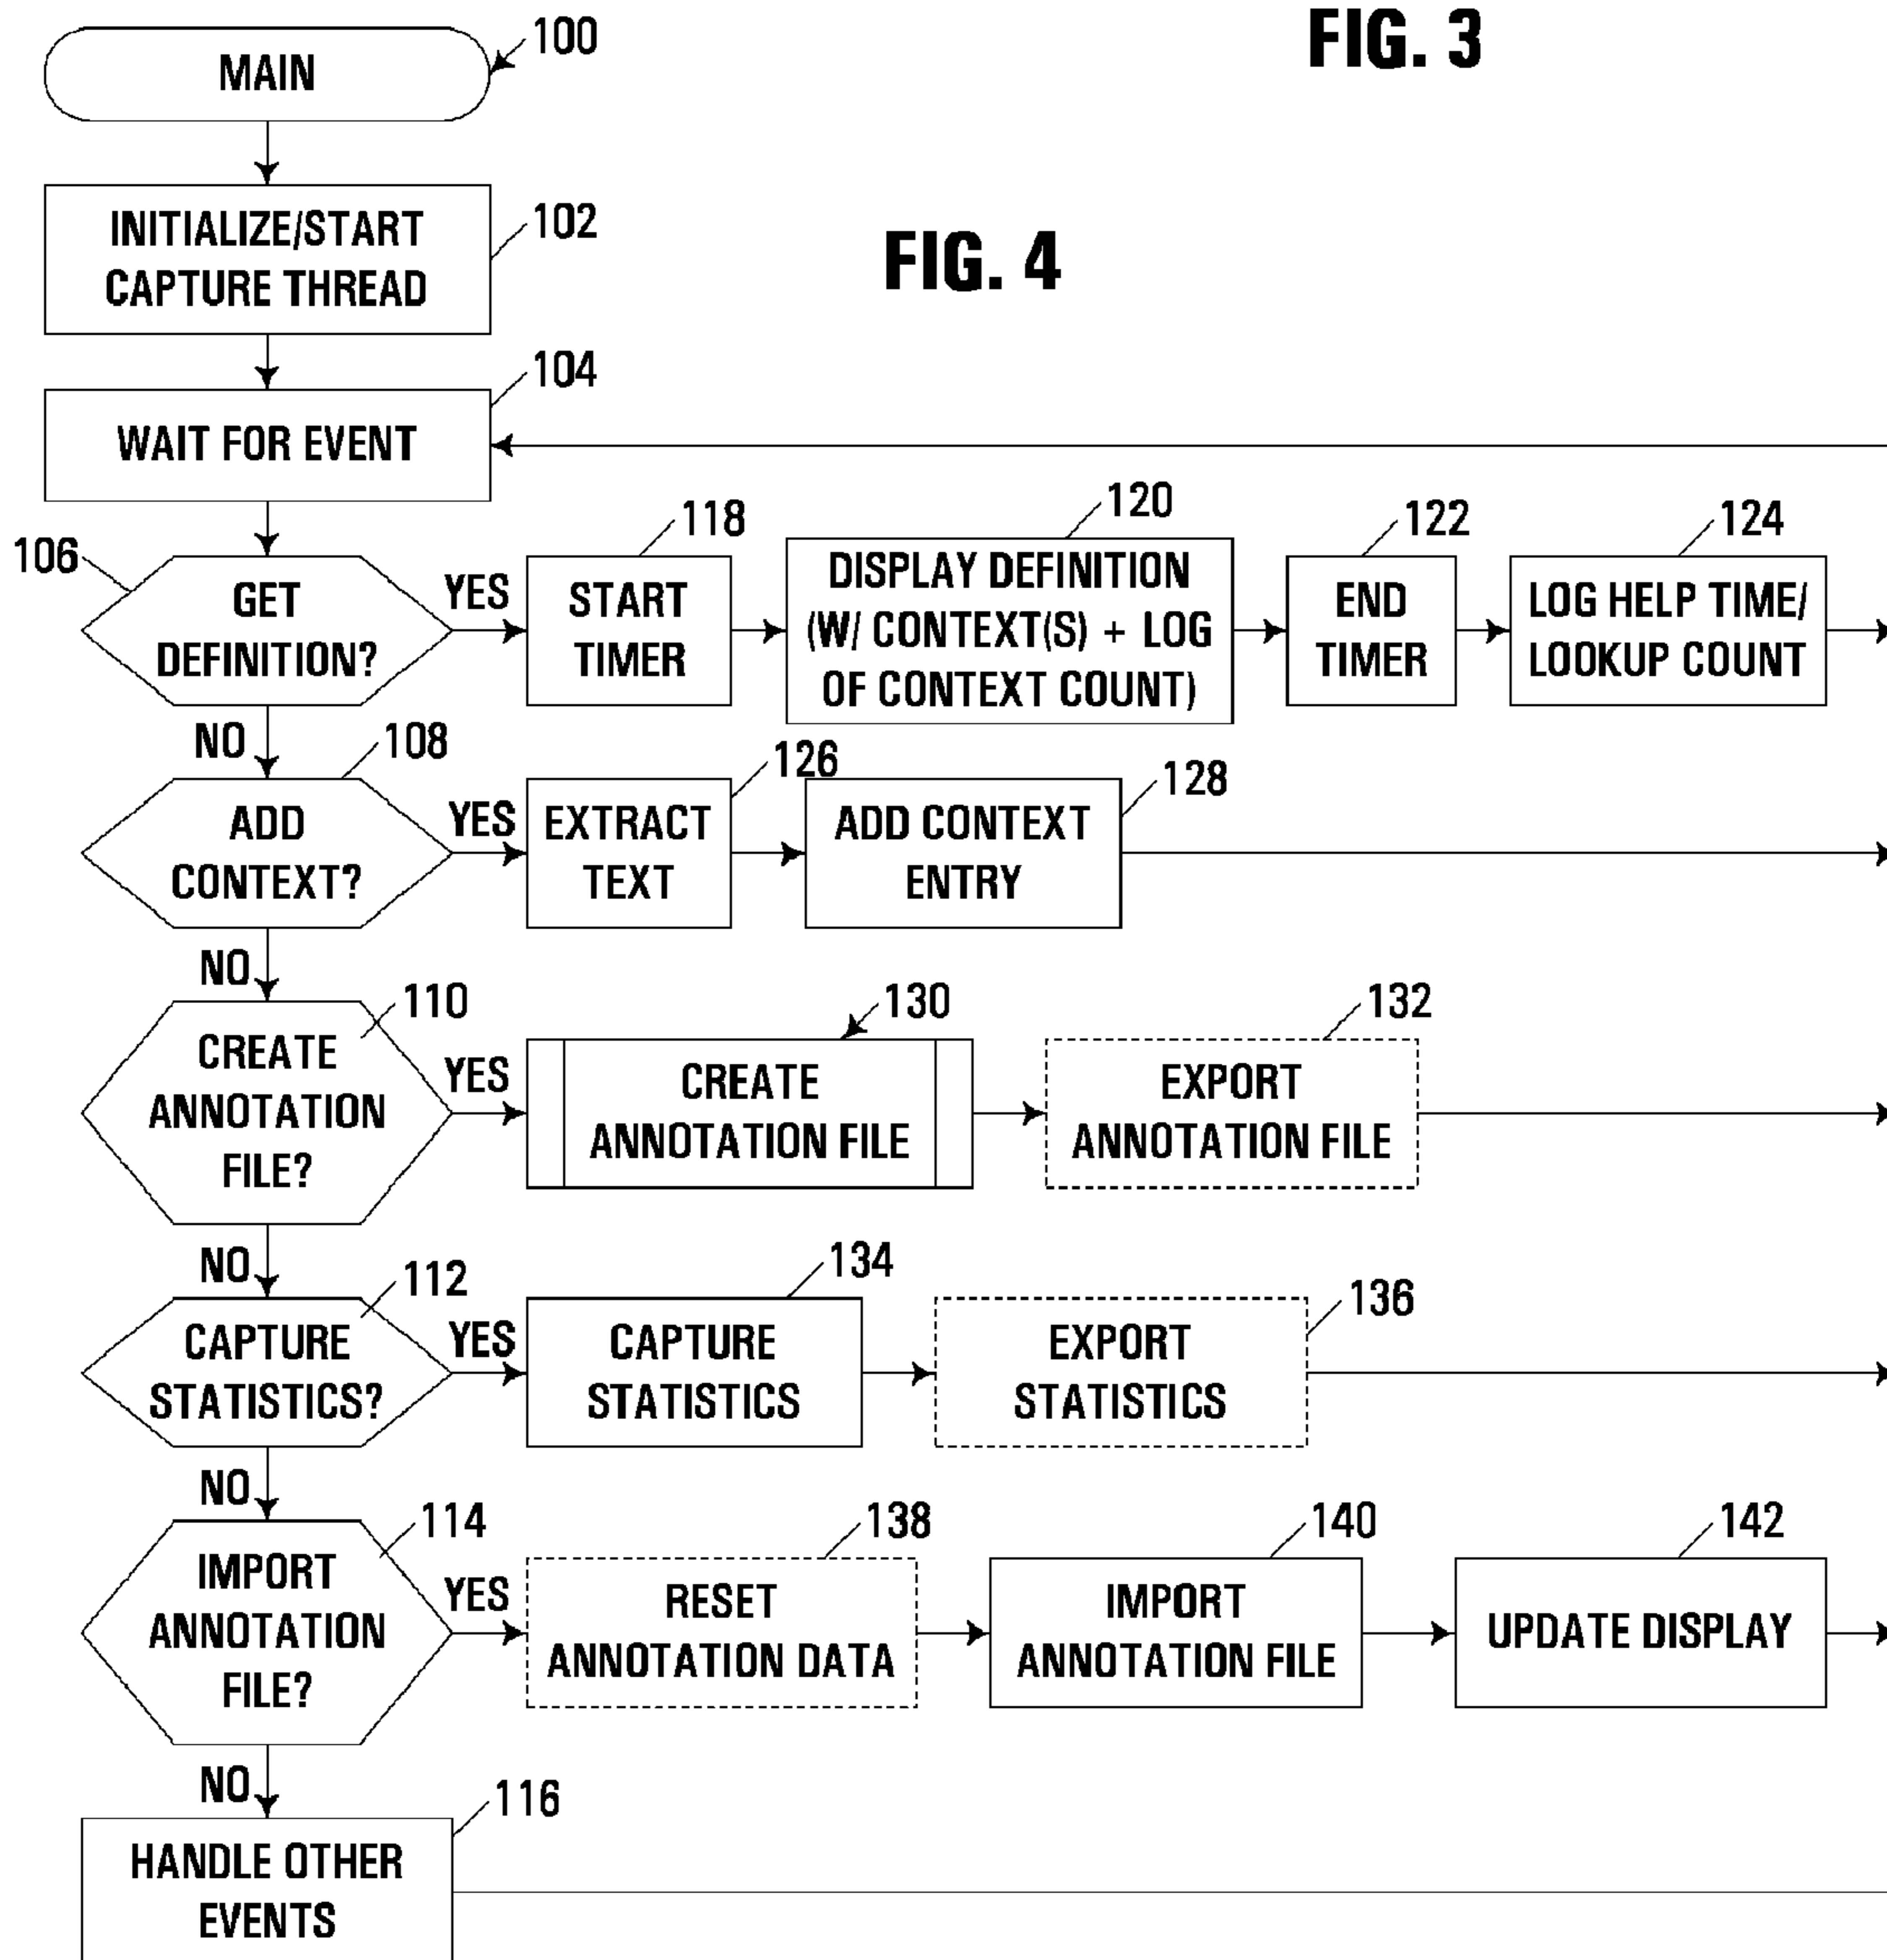 FIG. 3
MAIN
100
INITIALIZE/START
CAPTURE THREAD
102
FIG. 4
WAIT FOR EVENT
104
106
GET
DEFINITION?
YES
NO
118
START
TIMER
120
DISPLAY DEFINITION
(W/ CONTEXT(S) + LOG
OF CONTEXT COUNT)
122
END
TIMER
124
LOG HELP TIME/
LOOKUP COUNT
108
ADD
CONTEXT?
YES
NO
126
EXTRACT
TEXT
128
ADD CONTEXT
ENTRY
110
CREATE
ANNOTATION
FILE?
YES
NO
130
CREATE
ANNOTATION FILE
132
EXPORT
ANNOTATION FILE
112
CAPTURE
STATISTICS?
YES
NO
134
CAPTURE
STATISTICS
136
EXPORT
STATISTICS
114
IMPORT
ANNOTATION
FILE?
YES
NO
138
RESET
ANNOTATION DATA
140
IMPORT
ANNOTATION FILE
142
UPDATE DISPLAY
116
HANDLE OTHER
EVENTS